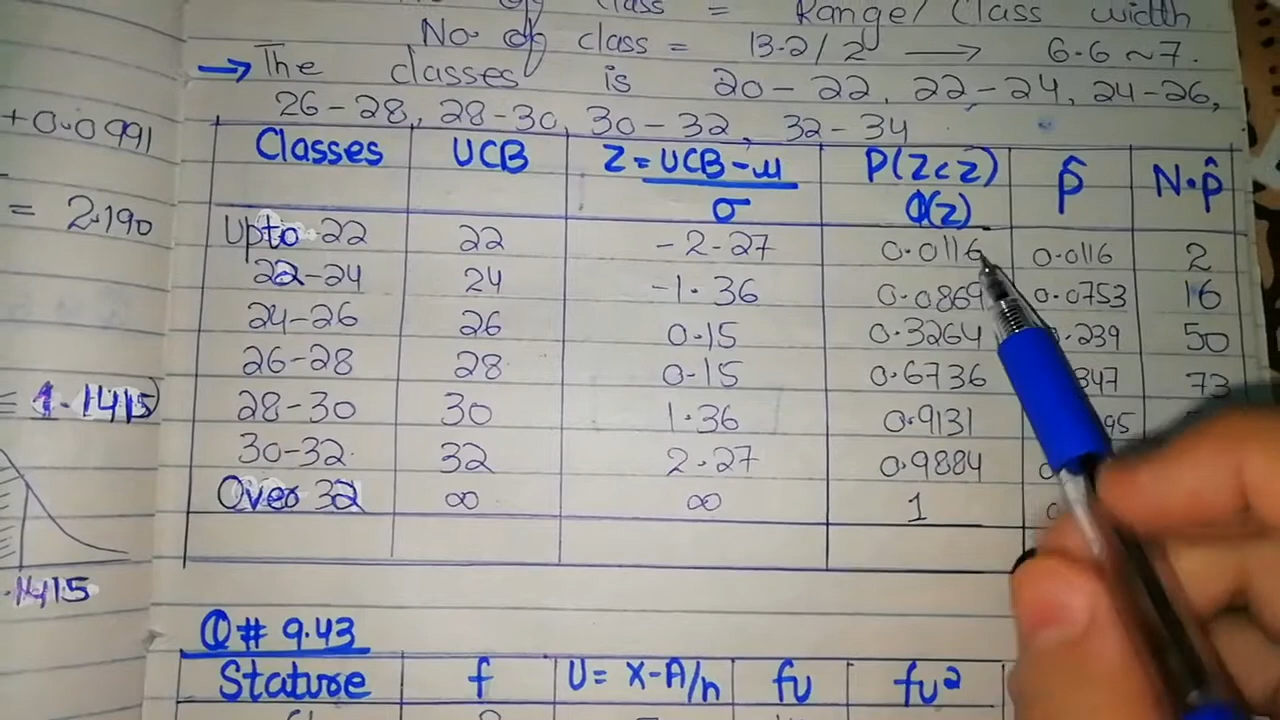 class = Range/ Class width
No. of class = 13.2/2 → 6.6 ~ 7.
→ The classes is 20-22, 22-24, 24-26,
26-28, 28-30, 30-32, 32-34
+0.0991
= 2.190
= 1.1415
.1415
Classes UCB Z = UCB-μ/σ P(Z<z) Φ(z) p̂ N.p̂
Upto 22 22 -2.27 0.0116 0.0116 2
22-24 24 -1.36 0.0869 0.0753 16
24-26 26 0.15 0.3264 .239 50
26-28 28 0.15 0.6736 347 73
28-30 30 1.36 0.9131 95
30-32 32 2.27 0.9884
Over 32 ∞ ∞ 1
Q# 9.43
Stature f U = X-A/h fu fu²